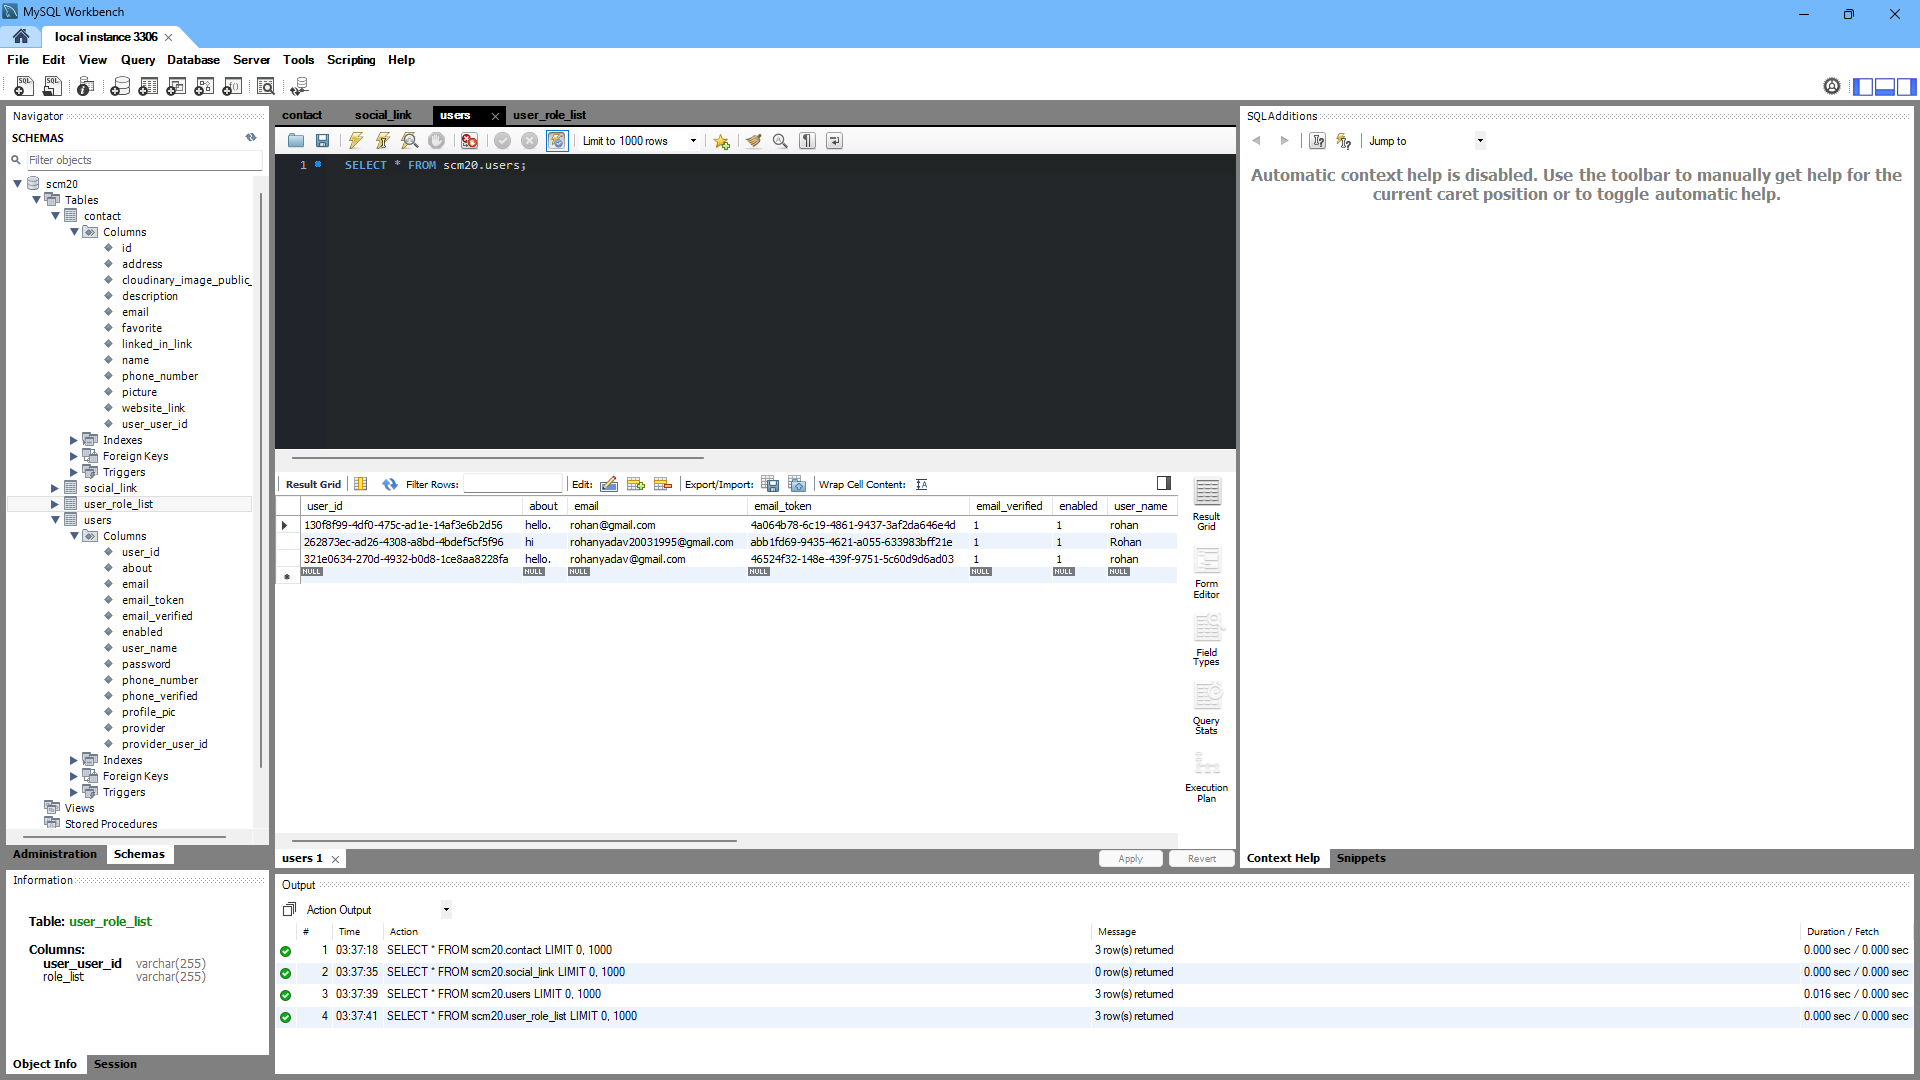 MySQL Workbench
local instance 3306
File Edit View Query Database Server Tools Scripting Help
Navigator
SCHEMAS
Filter objects
scm20
Tables
contact
Columns
id
address
cloudinary_image_public_
description
email
favorite
linked_in_link
name
phone_number
picture
website_link
user_user_id
Indexes
Foreign Keys
Triggers
social_link
user_role_list
users
Columns
user_id
about
email
email_token
email_verified
enabled
user_name
password
phone_number
phone_verified
profile_pic
provider
provider_user_id
Indexes
Foreign Keys
Triggers
Views
Stored Procedures
Administration Schemas
Information
Table: user_role_list
Columns:
user_user_id varchar(255)
role_list varchar(255)
Object Info Session
contact social_link users user_role_list
Limit to 1000 rows
1 SELECT * FROM scm20.users;
Result Grid Filter Rows: Edit: Export/Import: Wrap Cell Content:
user_id about email email_token email_verified enabled user_name
130f8f99-4df0-475c-ad1e-14af3e6b2d56 hello. rohan@gmail.com 4a064b78-6c19-4861-9437-3af2da646e4d 1 1 rohan
262873ec-ad26-4308-a8bd-4bdef5cf5f96 hi rohanyadav20031995@gmail.com abb1fd69-9435-4621-a055-633983bff21e 1 1 Rohan
321e0634-270d-4932-b0d8-1ce8aa8228fa hello. rohanyadav@gmail.com 46524f32-148e-439f-9751-5c60d9d6ad03 1 1 rohan
NULL NULL NULL NULL NULL NULL NULL
Result
Grid
Form
Editor
Field
Types
Query
Stats
Execution
Plan
users 1
Apply Revert
SQLAdditions
Jump to
Automatic context help is disabled. Use the toolbar to manually get help for the
current caret position or to toggle automatic help.
Context Help Snippets
Output
Action Output
# Time Action Message Duration / Fetch
1 03:37:18 SELECT * FROM scm20.contact LIMIT 0, 1000 3 row(s) returned 0.000 sec / 0.000 sec
2 03:37:35 SELECT * FROM scm20.social_link LIMIT 0, 1000 0 row(s) returned 0.000 sec / 0.000 sec
3 03:37:39 SELECT * FROM scm20.users LIMIT 0, 1000 3 row(s) returned 0.016 sec / 0.000 sec
4 03:37:41 SELECT * FROM scm20.user_role_list LIMIT 0, 1000 3 row(s) returned 0.000 sec / 0.000 sec